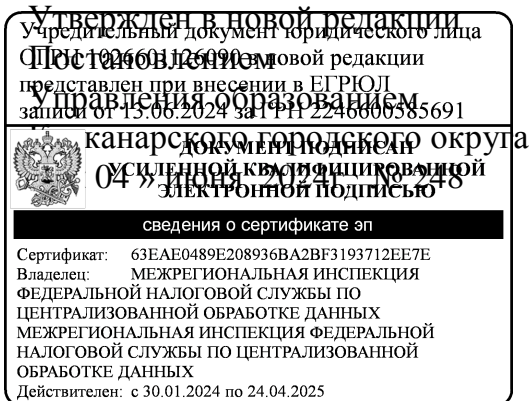 Утвержден в новой редакции
Учредительный документ юридического лица
Постановлением
ОГРН 1026601126090 в новой редакции
представлен при внесении в ЕГРЮЛ
Управления образованием
записи от 13.06.2024 за ГРН 2246600585691
канарского городского округа
ДОКУМЕНТ ПОДПИСАН
УСИЛЕННОЙ КВАЛИФИЦИРОВАННОЙ
04 » июня 2024г. № 248
ЭЛЕКТРОННОЙ ПОДПИСЬЮ
сведения о сертификате эп
Сертификат: 63EAE0489E208936BA2BF3193712EE7E
Владелец: МЕЖРЕГИОНАЛЬНАЯ ИНСПЕКЦИЯ
ФЕДЕРАЛЬНОЙ НАЛОГОВОЙ СЛУЖБЫ ПО
ЦЕНТРАЛИЗОВАННОЙ ОБРАБОТКЕ ДАННЫХ
МЕЖРЕГИОНАЛЬНАЯ ИНСПЕКЦИЯ ФЕДЕРАЛЬНОЙ
НАЛОГОВОЙ СЛУЖБЫ ПО ЦЕНТРАЛИЗОВАННОЙ
ОБРАБОТКЕ ДАННЫХ
Действителен: с 30.01.2024 по 24.04.2025